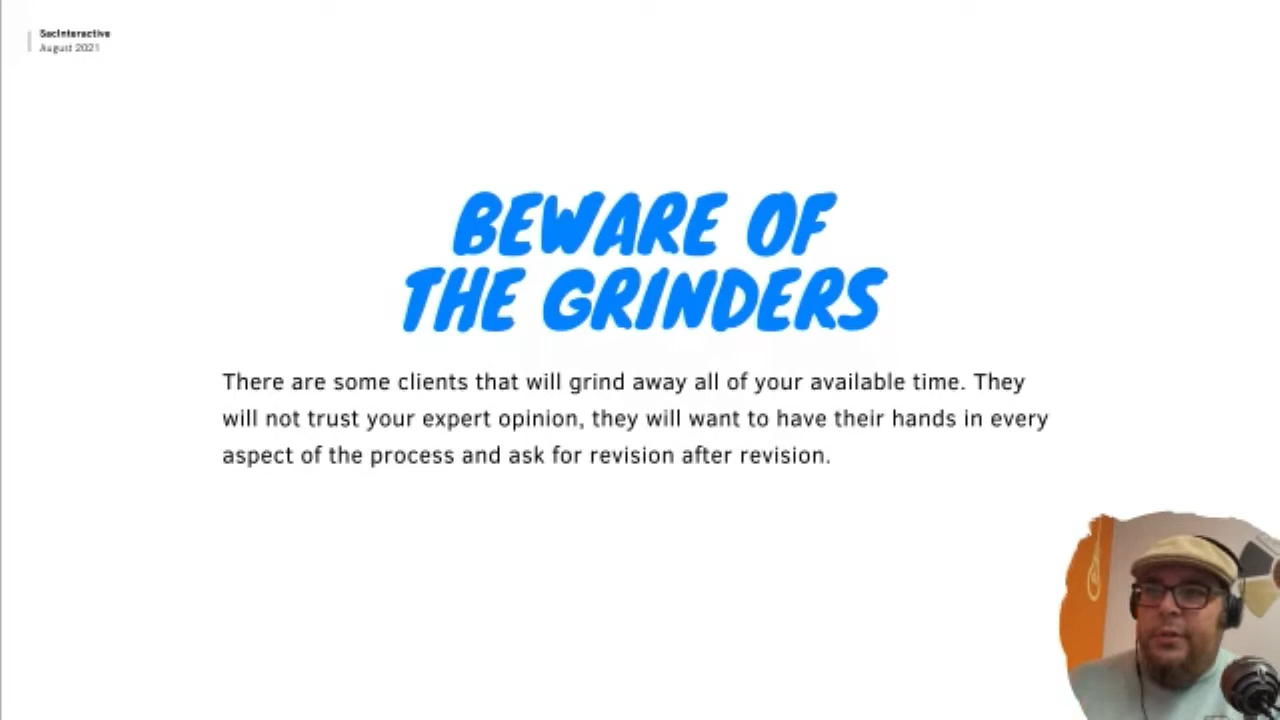 SacInteractive
August 2021
BEWARE OF
THE GRINDERS
There are some clients that will grind away all of your available time. They
will not trust your expert opinion, they will want to have their hands in every
aspect of the process and ask for revision after revision.